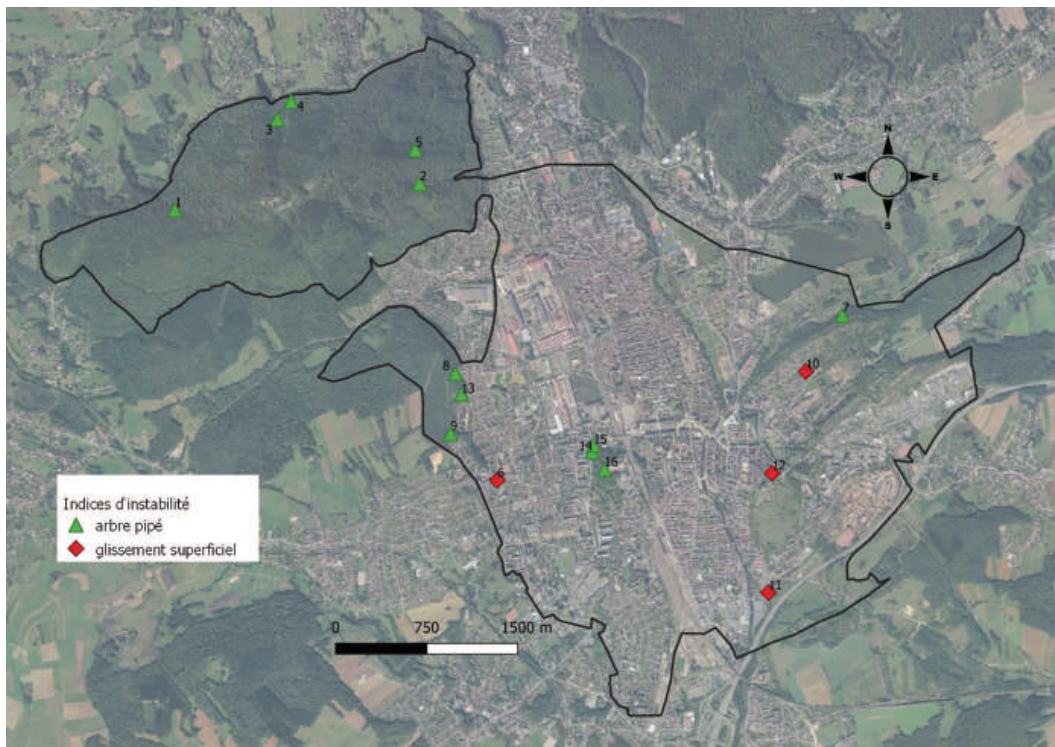 4
3
5
2
1
N
W
E
S
7
8
10
13
9
15
14
16
6
12
11
Indices d'instabilité
arbre pipé
glissement superficiel
0 750 1500 m